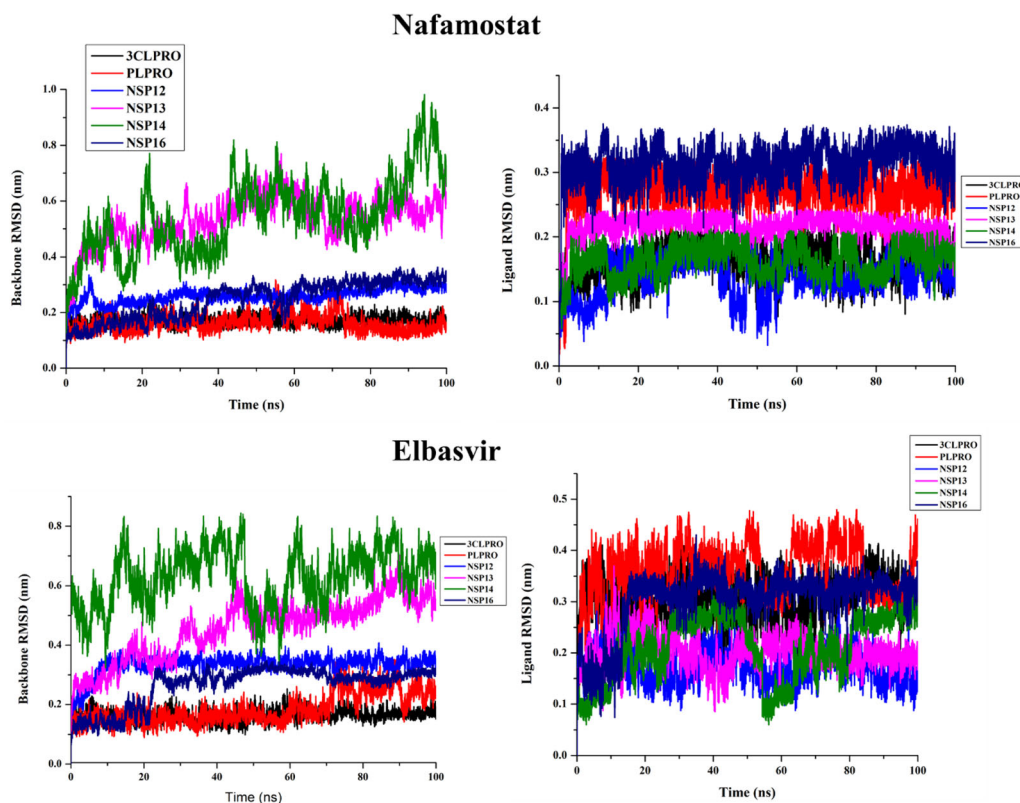 Nafamostat
3CLPRO
PLPRO
NSP12
NSP13
NSP14
NSP16
1.0
0.8
0.6
0.4
0.2
0.0
Backbone RMSD (nm)
0 20 40 60 80 100
Time (ns)
0.4
0.3
0.2
0.1
0.0
Ligand RMSD (nm)
0 20 40 60 80 100
Time (ns)
3CLPRO
PLPRO
NSP12
NSP13
NSP14
NSP16
Elbasvir
0.8
0.6
0.4
0.2
0.0
Backbone RMSD (nm)
0 20 40 60 80 100
Time (ns)
3CLPRO
PLPRO
NSP12
NSP13
NSP14
NSP16
3CLPRO
PLPRO
NSP12
NSP13
NSP14
NSP16
0.5
0.4
0.3
0.2
0.1
0.0
Ligand RMSD (nm)
0 20 40 60 80 100
Time (ns)